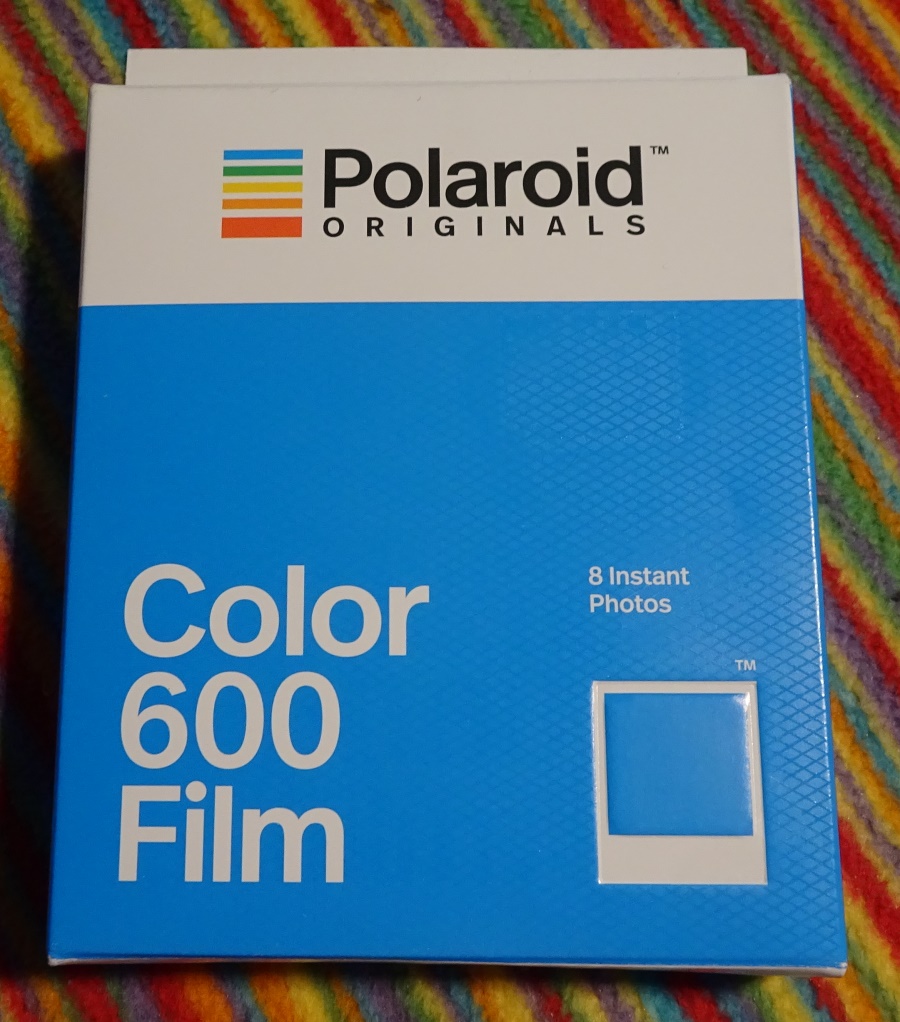 Polaroid™
ORIGINALS
Color
600
Film
8 Instant
Photos
TM